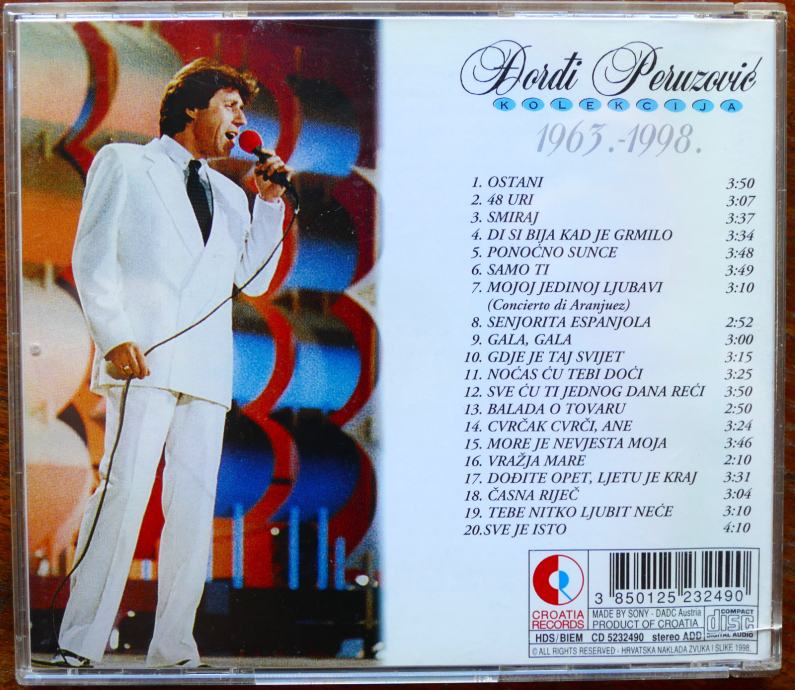 Đorđi Peruzović
KOLEKCIJA
1963.-1998.
1. OSTANI 3:50
2. 48 URI 3:07
3. SMIRAJ 3:37
4. DI SI BIJA KAD JE GRMILO 3:34
5. PONOĆNO SUNCE 3:48
6. SAMO TI 3:49
7. MOJOJ JEDINOJ LJUBAVI 3:10
(Concierto di Aranjuez)
8. SENJORITA ESPANJOLA 2:52
9. GALA, GALA 3:00
10. GDJE JE TAJ SVIJET 3:15
11. NOĆAS ĆU TEBI DOĆI 3:25
12. SVE ĆU TI JEDNOG DANA REĆI 3:50
13. BALADA O TOVARU 2:50
14. CVRČAK CVRČI, ANE 3:24
15. MORE JE NEVJESTA MOJA 3:46
16. VRAŽJA MARE 2:10
17. DOĐITE OPET, LJETU JE KRAJ 3:31
18. ČASNA RIJEČ 3:04
19. TEBE NITKO LJUBIT NEĆE 3:10
20.SVE JE ISTO 4:10
CROATIA
RECORDS
3 850125 232490
MADE BY SONY - DADC Austria
PRODUCT OF CROATIA
COMPACT
disc
DIGITAL AUDIO
HDS/BIEM CD 5232490 stereo ADD
© ALL RIGHTS RESERVED - HRVATSKA NAKLADA ZVUKA I SLIKE 1998.